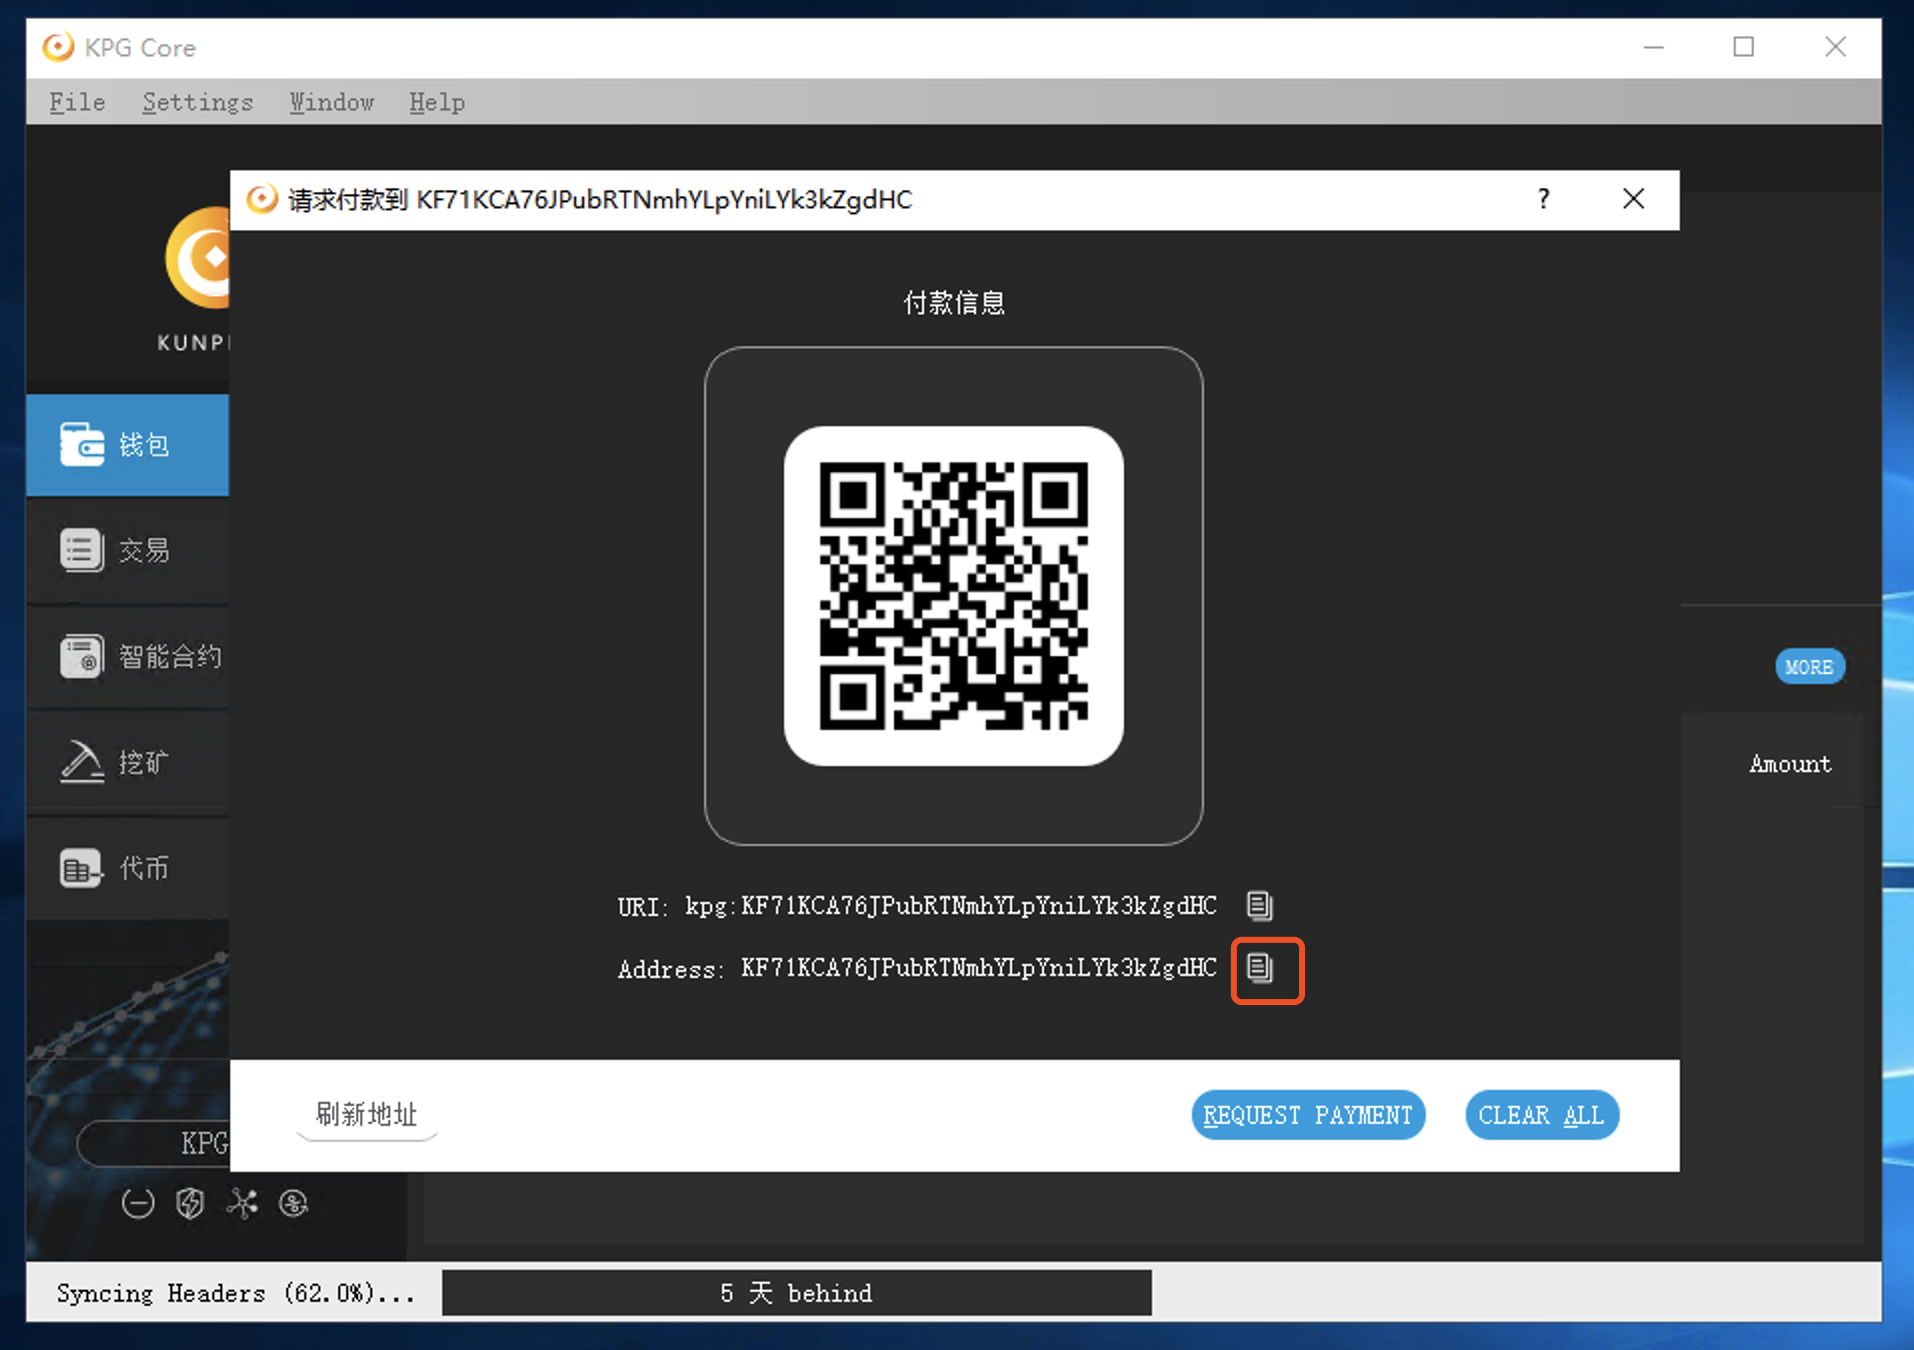 KPG Core
File Settings Window Help
请求付款到 KF71KCA76JPubRTNmhYLpYniLYk3kZgdHC
?
付款信息
KUNP
钱包
交易
智能合约
挖矿
代币
MORE
Amount
URI: kpg:KF71KCA76JPubRTNmhYLpYniLYk3kZgdHC
Address: KF71KCA76JPubRTNmhYLpYniLYk3kZgdHC
刷新地址
REQUEST PAYMENT
CLEAR ALL
KPG
Syncing Headers (62.0%)...
5 天 behind